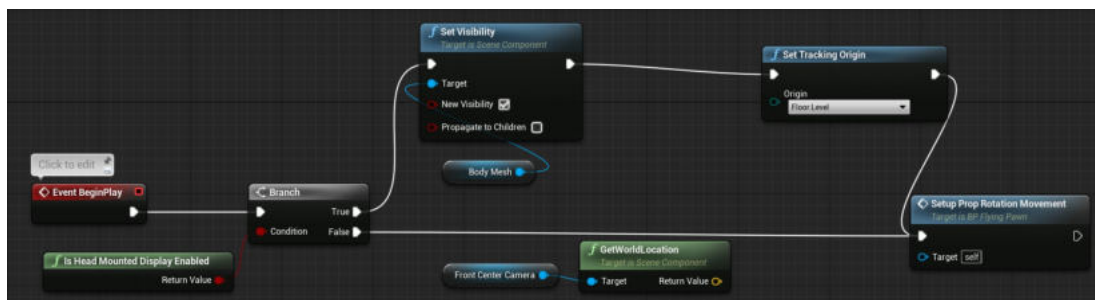 f Set Visibility
Target is Scene Component
Target
New Visibility
Propagate to Children
Body Mesh
f Set Tracking Origin
Origin
Floor Level
Click to edit
Event BeginPlay
Branch
True
Condition
False
f Is Head Mounted Display Enabled
Return Value
Front Center Camera
f GetWorldLocation
Target is Scene Component
Target
Return Value
Setup Prop Rotation Movement
Target is BP Flying Pawn
Target self